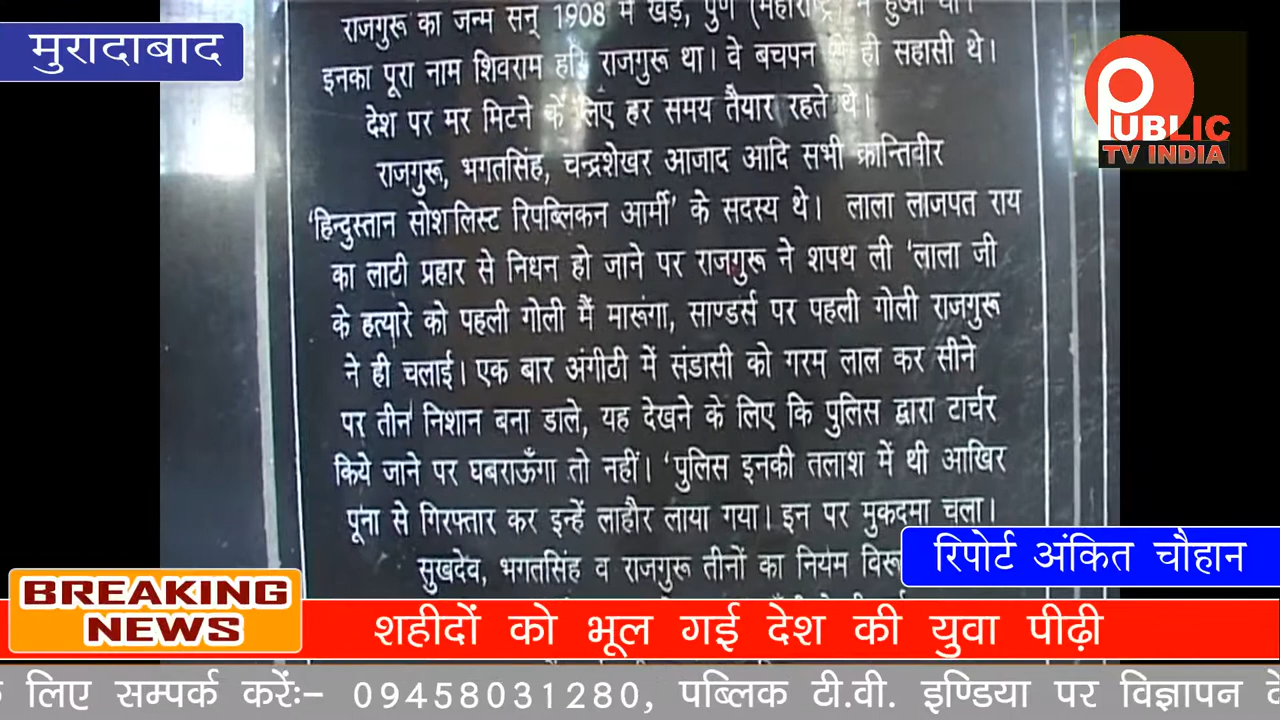 राजगुरू का जन्म सन् 1908 में खेड़, पुणे (महाराष्ट्र) में हुआ था।
मुरादाबाद
इनका पूरा नाम शिवराम हरि राजगुरू था। वे बचपन से ही सहासी थे।
देश पर मर मिटने के लिए हर समय तैयार रहते थे।
PUBLIC
TV INDIA
राजगुरू, भगतसिंह, चन्द्रशेखर आजाद आदि सभी क्रान्तिवीर
'हिन्दुस्तान सोशलिस्ट रिपब्लिकन आर्मी' के सदस्य थे। लाला लाजपत राय
का लाटी प्रहार से निधन हो जाने पर राजगुरू ने शपथ ली 'लाला जी
के हत्यारे को पहली गोली मैं मारूंगा, साण्डर्स पर पहली गोली राजगुरू
ने ही चलाई। एक बार अंगीटी में संडासी को गरम लाल कर सीने
पर तीन निशान बना डाले, यह देखने के लिए कि पुलिस द्वारा टार्चर
किये जाने पर घबराऊँगा तो नहीं। 'पुलिस इनकी तलाश में थी आखिर
पूना से गिरफ्तार कर इन्हें लाहौर लाया गया। इन पर मुकदमा चला।
सुखदेव, भगतसिंह व राजगुरू तीनों का नियम
रिपोर्ट अंकित चौहान
BREAKING
NEWS
शहीदों को भूल गई देश की युवा पीढ़ी
लिए सम्पर्क करेंः- 09458031280, पब्लिक टी.वी. इण्डिया पर विज्ञापन